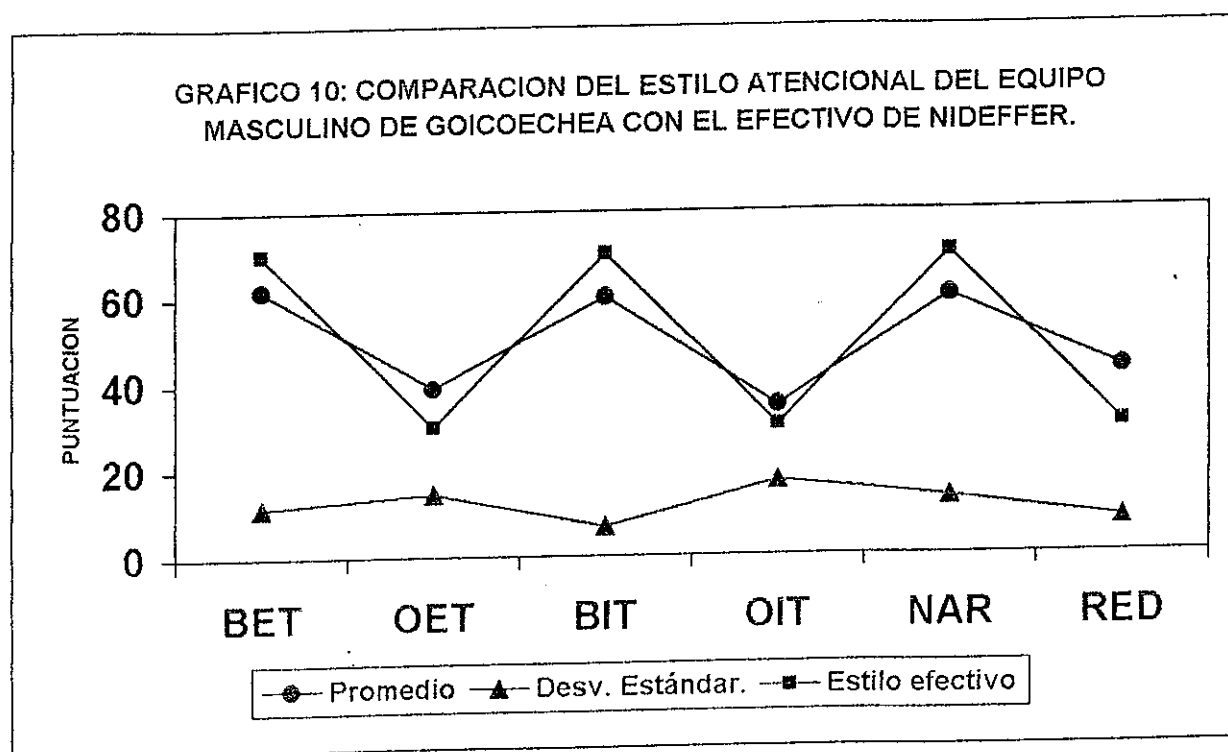 GRAFICO 10: COMPARACION DEL ESTILO ATENCIONAL DEL EQUIPO
MASCULINO DE GOICOECHEA CON EL EFECTIVO DE NIDEFFER.
PUNTUACION
80
60
40
20
0
BET OET BIT OIT NAR RED
Promedio Desv. Estándar. Estilo efectivo